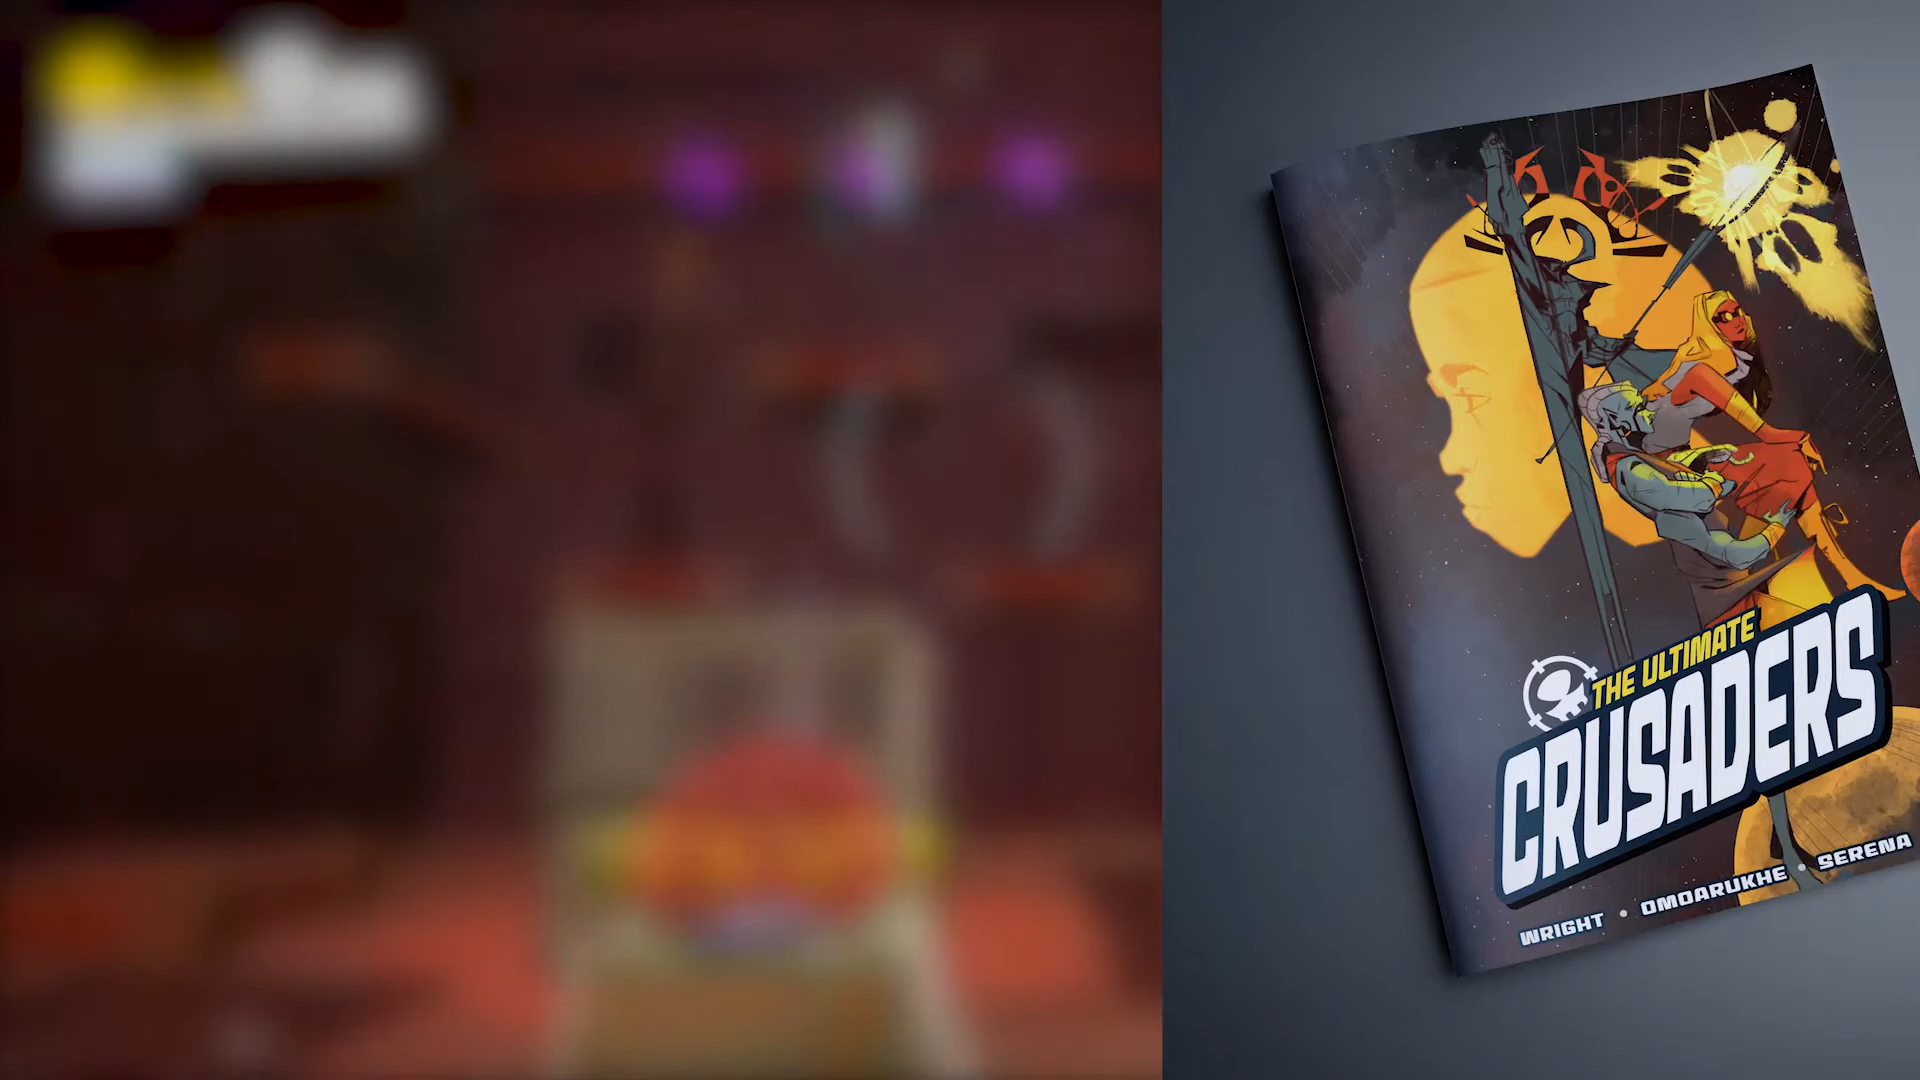 THE ULTIMATE
CRUSADERS
WRIGHT • OMOARUKHE • SERENA